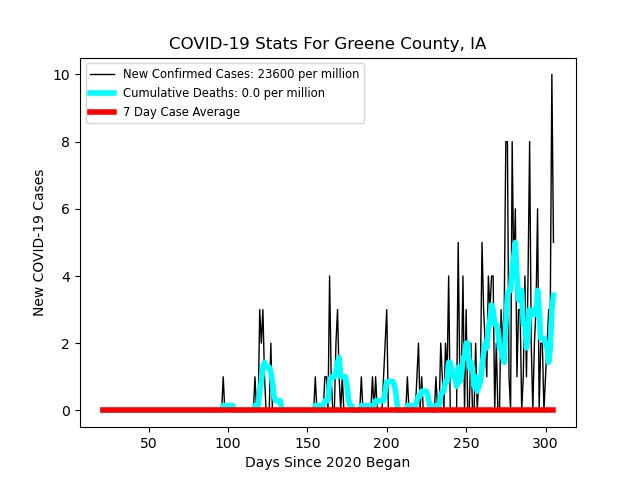 COVID-19 Stats For Greene County, IA
New Confirmed Cases: 23600 per million
Cumulative Deaths: 0.0 per million
7 Day Case Average
New COVID-19 Cases
10
8
6
4
2
0
50 100 150 200 250 300
Days Since 2020 Began